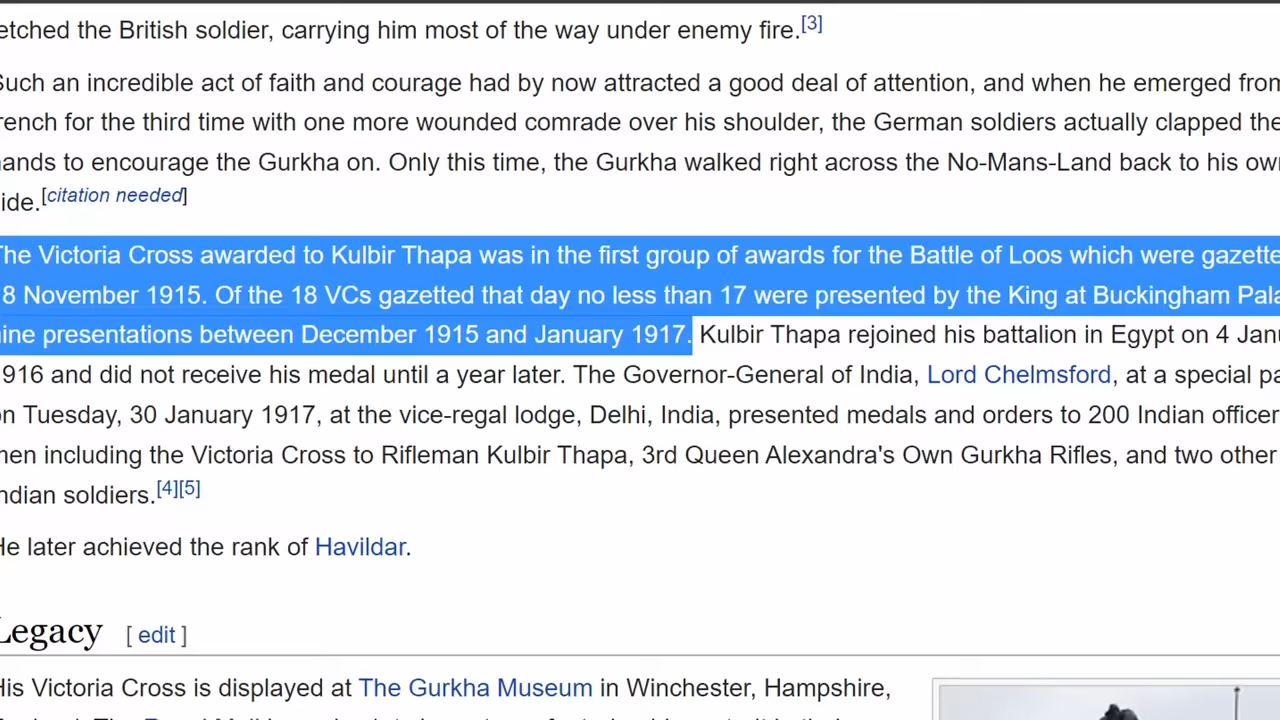 etched the British soldier, carrying him most of the way under enemy fire.[3]
Such an incredible act of faith and courage had by now attracted a good deal of attention, and when he emerged from
rench for the third time with one more wounded comrade over his shoulder, the German soldiers actually clapped the
ands to encourage the Gurkha on. Only this time, the Gurkha walked right across the No-Mans-Land back to his own
ide.[citation needed]
The Victoria Cross awarded to Kulbir Thapa was in the first group of awards for the Battle of Loos which were gazette
8 November 1915. Of the 18 VCs gazetted that day no less than 17 were presented by the King at Buckingham Pala
nine presentations between December 1915 and January 1917. Kulbir Thapa rejoined his battalion in Egypt on 4 Janu
916 and did not receive his medal until a year later. The Governor-General of India, Lord Chelmsford, at a special pa
on Tuesday, 30 January 1917, at the vice-regal lodge, Delhi, India, presented medals and orders to 200 Indian officer
men including the Victoria Cross to Rifleman Kulbir Thapa, 3rd Queen Alexandra's Own Gurkha Rifles, and two other
ndian soldiers.[4][5]
He later achieved the rank of Havildar.
Legacy [ edit ]
His Victoria Cross is displayed at The Gurkha Museum in Winchester, Hampshire,